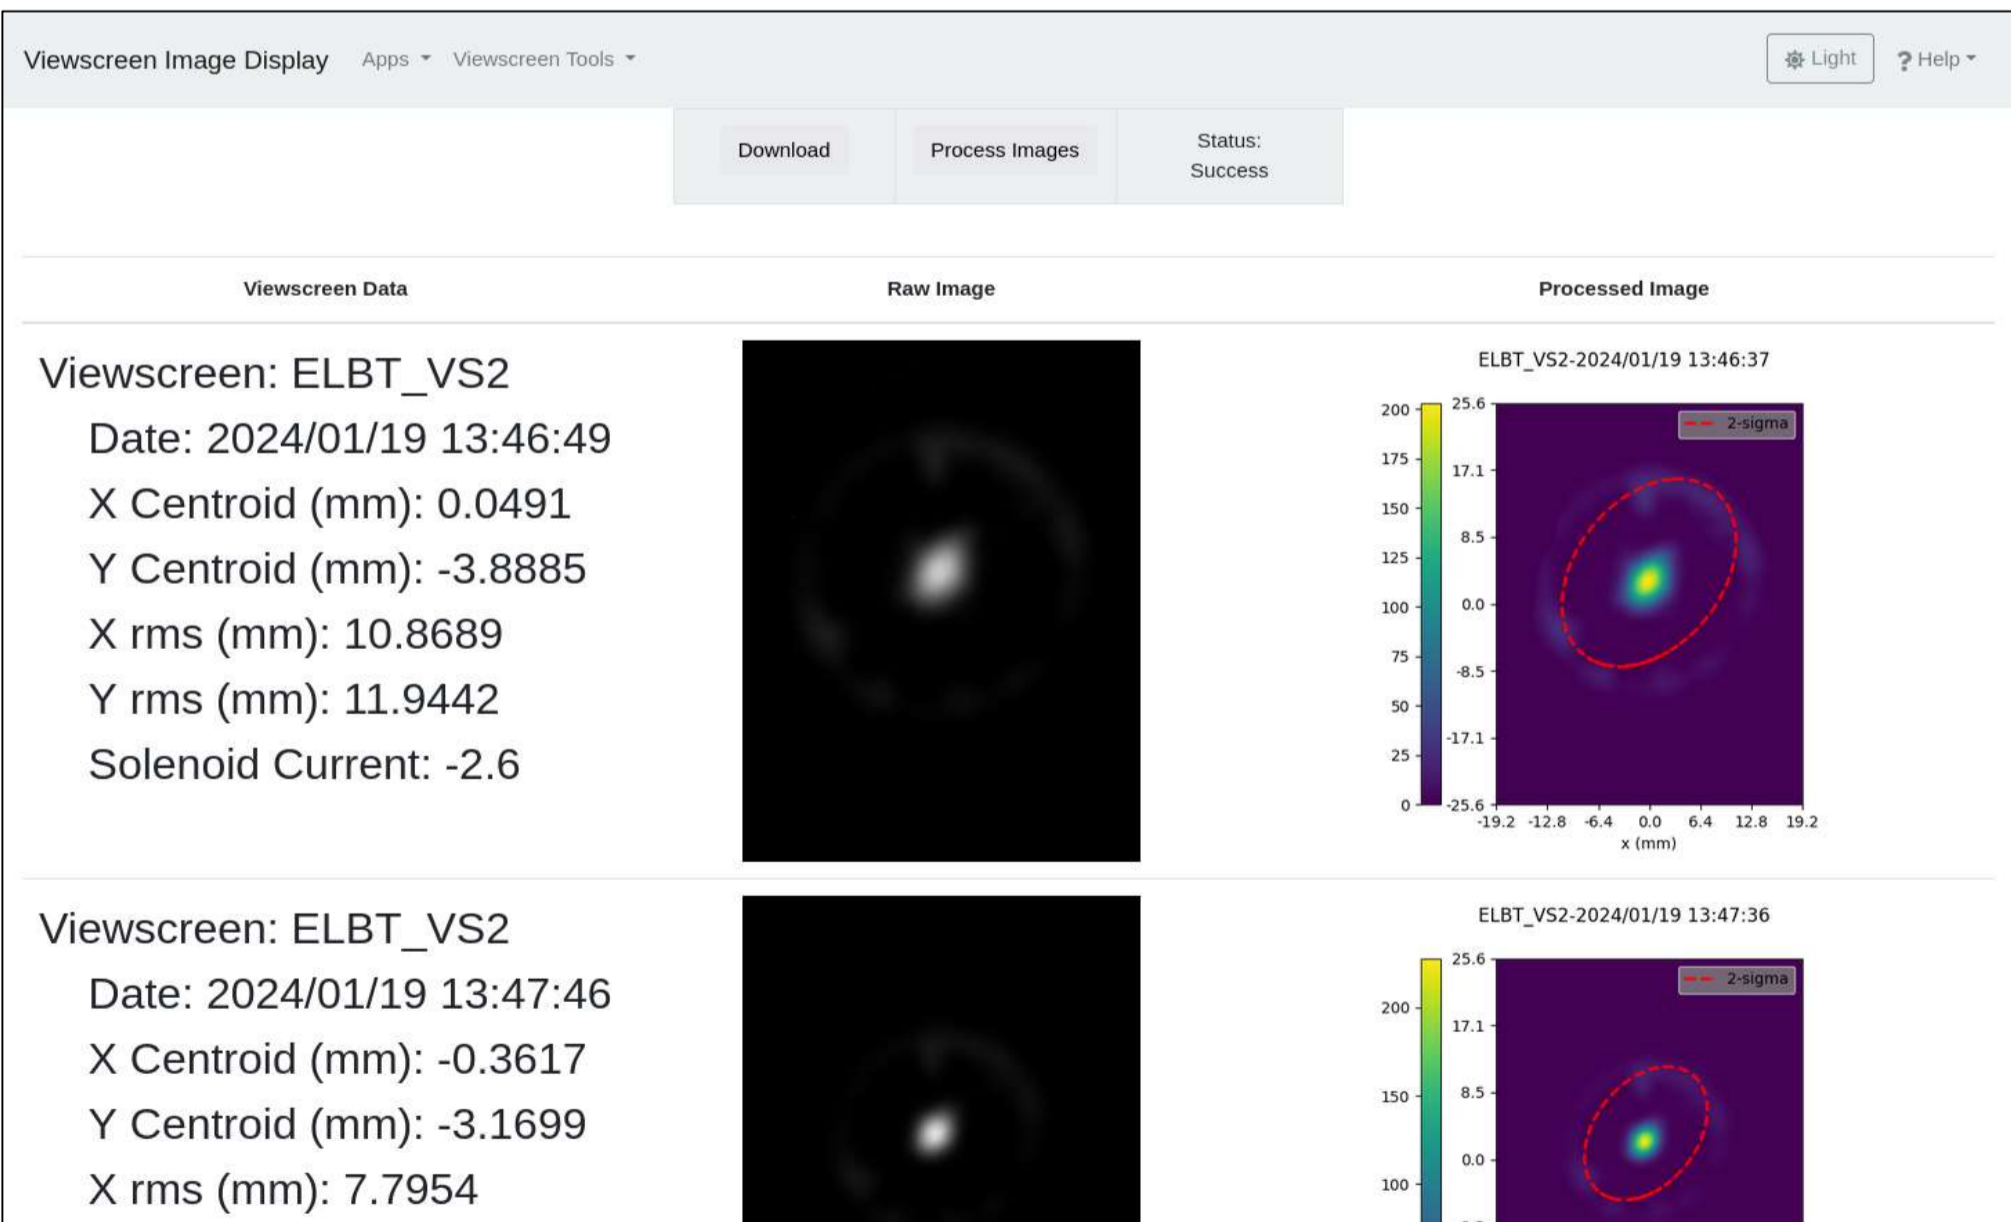 Viewscreen Image Display Apps Viewscreen Tools Light ? Help
Download Process Images Status:
Success
Viewscreen Data Raw Image Processed Image
Viewscreen: ELBT_VS2
Date: 2024/01/19 13:46:49
X Centroid (mm): 0.0491
Y Centroid (mm): -3.8885
X rms (mm): 10.8689
Y rms (mm): 11.9442
Solenoid Current: -2.6
ELBT_VS2-2024/01/19 13:46:37
2-sigma
200
175
150
125
100
75
50
25
0
25.6
17.1
8.5
0.0
-8.5
-17.1
-25.6
-19.2 -12.8 -6.4 0.0 6.4 12.8 19.2
x (mm)
Viewscreen: ELBT_VS2
Date: 2024/01/19 13:47:46
X Centroid (mm): -0.3617
Y Centroid (mm): -3.1699
X rms (mm): 7.7954
ELBT_VS2-2024/01/19 13:47:36
2-sigma
200
150
100
25.6
17.1
8.5
0.0